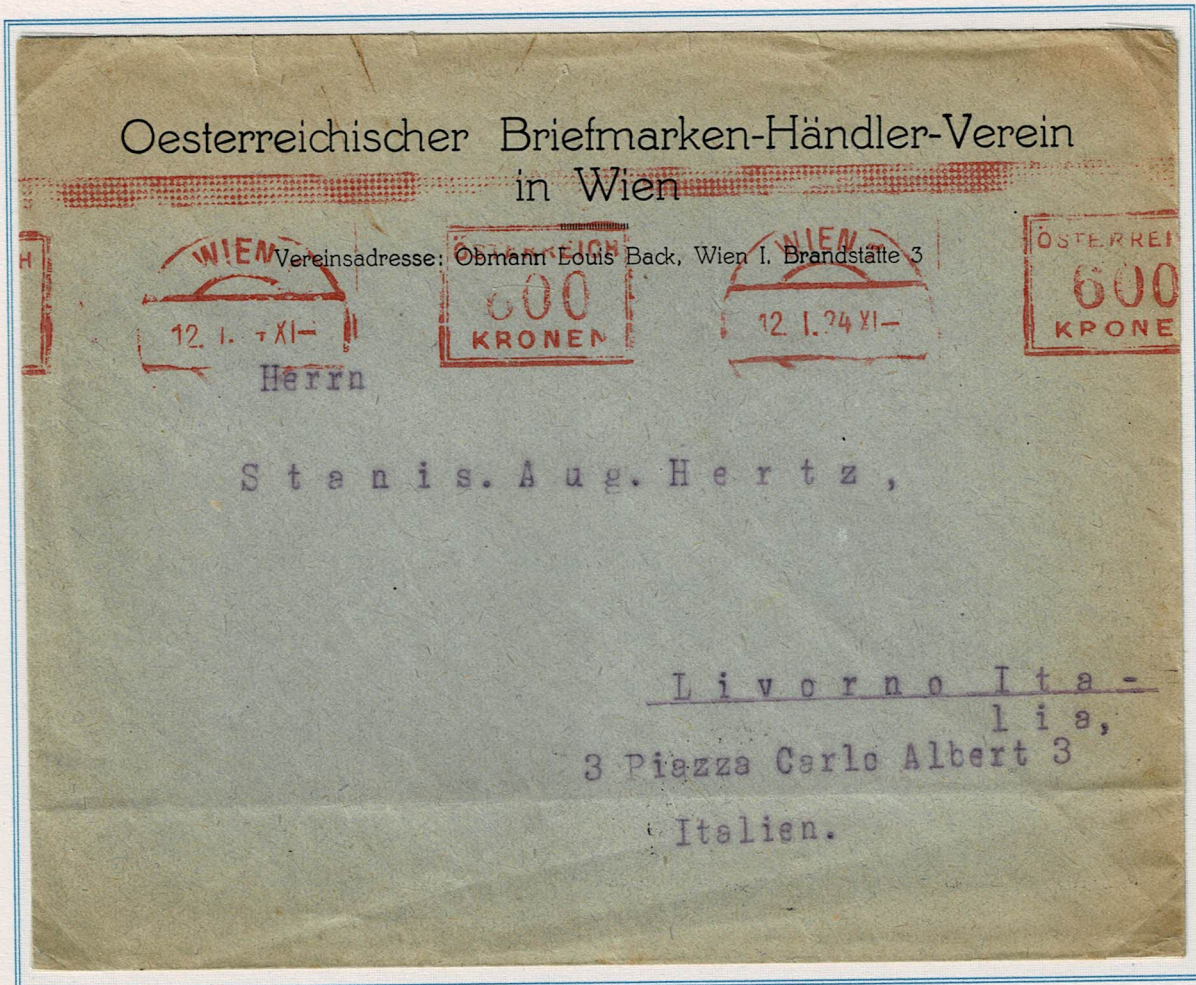 Oesterreichischer Briefmarken-Händler-Verein
in Wien
Vereinsadresse: Obmann Louis Back, Wien I. Brandstätte 3
H
WIEN
12. I. XI–
ÖSTERREICH
600
KRONEN
WIEN
12. I. 24 XI–
ÖSTERREI
600
KRONE
Herrn
Stanis. Aug. Hertz,
Livorno Ita-
lia,
3 Piazza Carlo Albert 3
Italien.